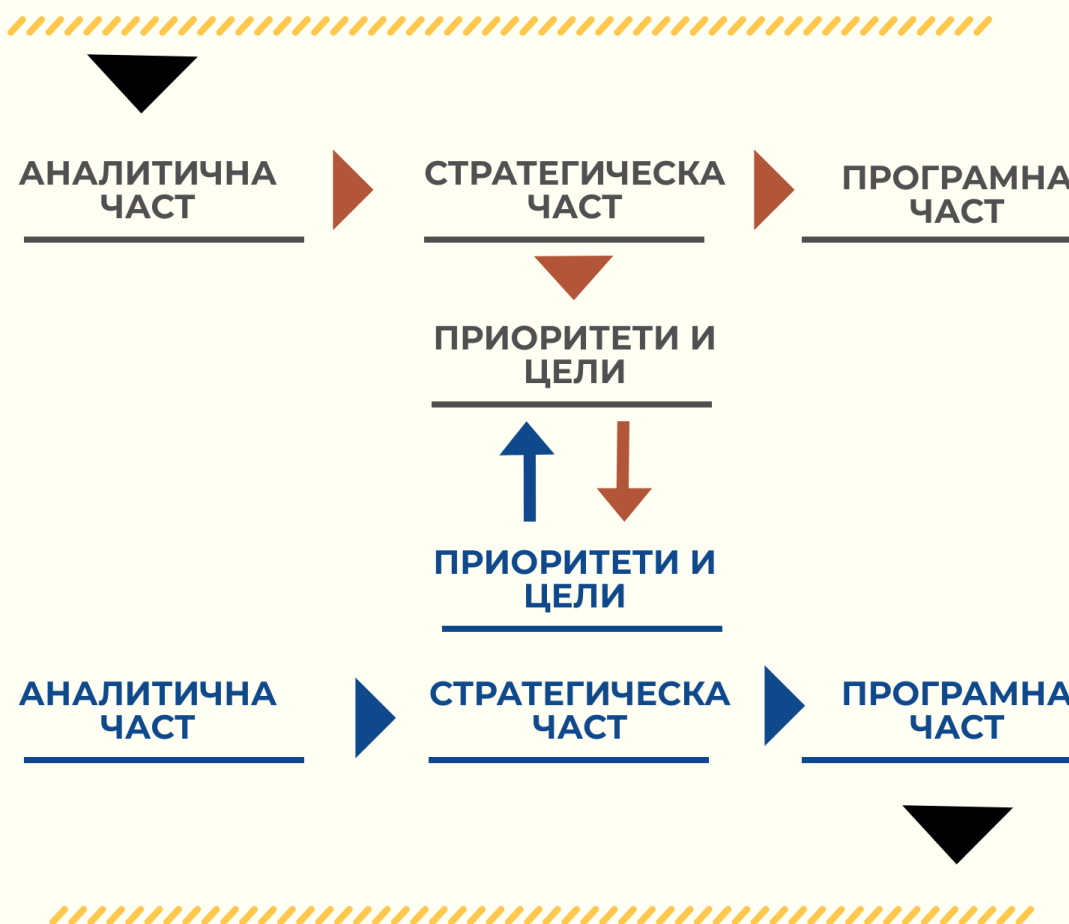 АНАЛИТИЧНА
ЧАСТ
СТРАТЕГИЧЕСКА
ЧАСТ
ПРОГРАМНА
ЧАСТ
ПРИОРИТЕТИ И
ЦЕЛИ
ПРИОРИТЕТИ И
ЦЕЛИ
АНАЛИТИЧНА
ЧАСТ
СТРАТЕГИЧЕСКА
ЧАСТ
ПРОГРАМНА
ЧАСТ